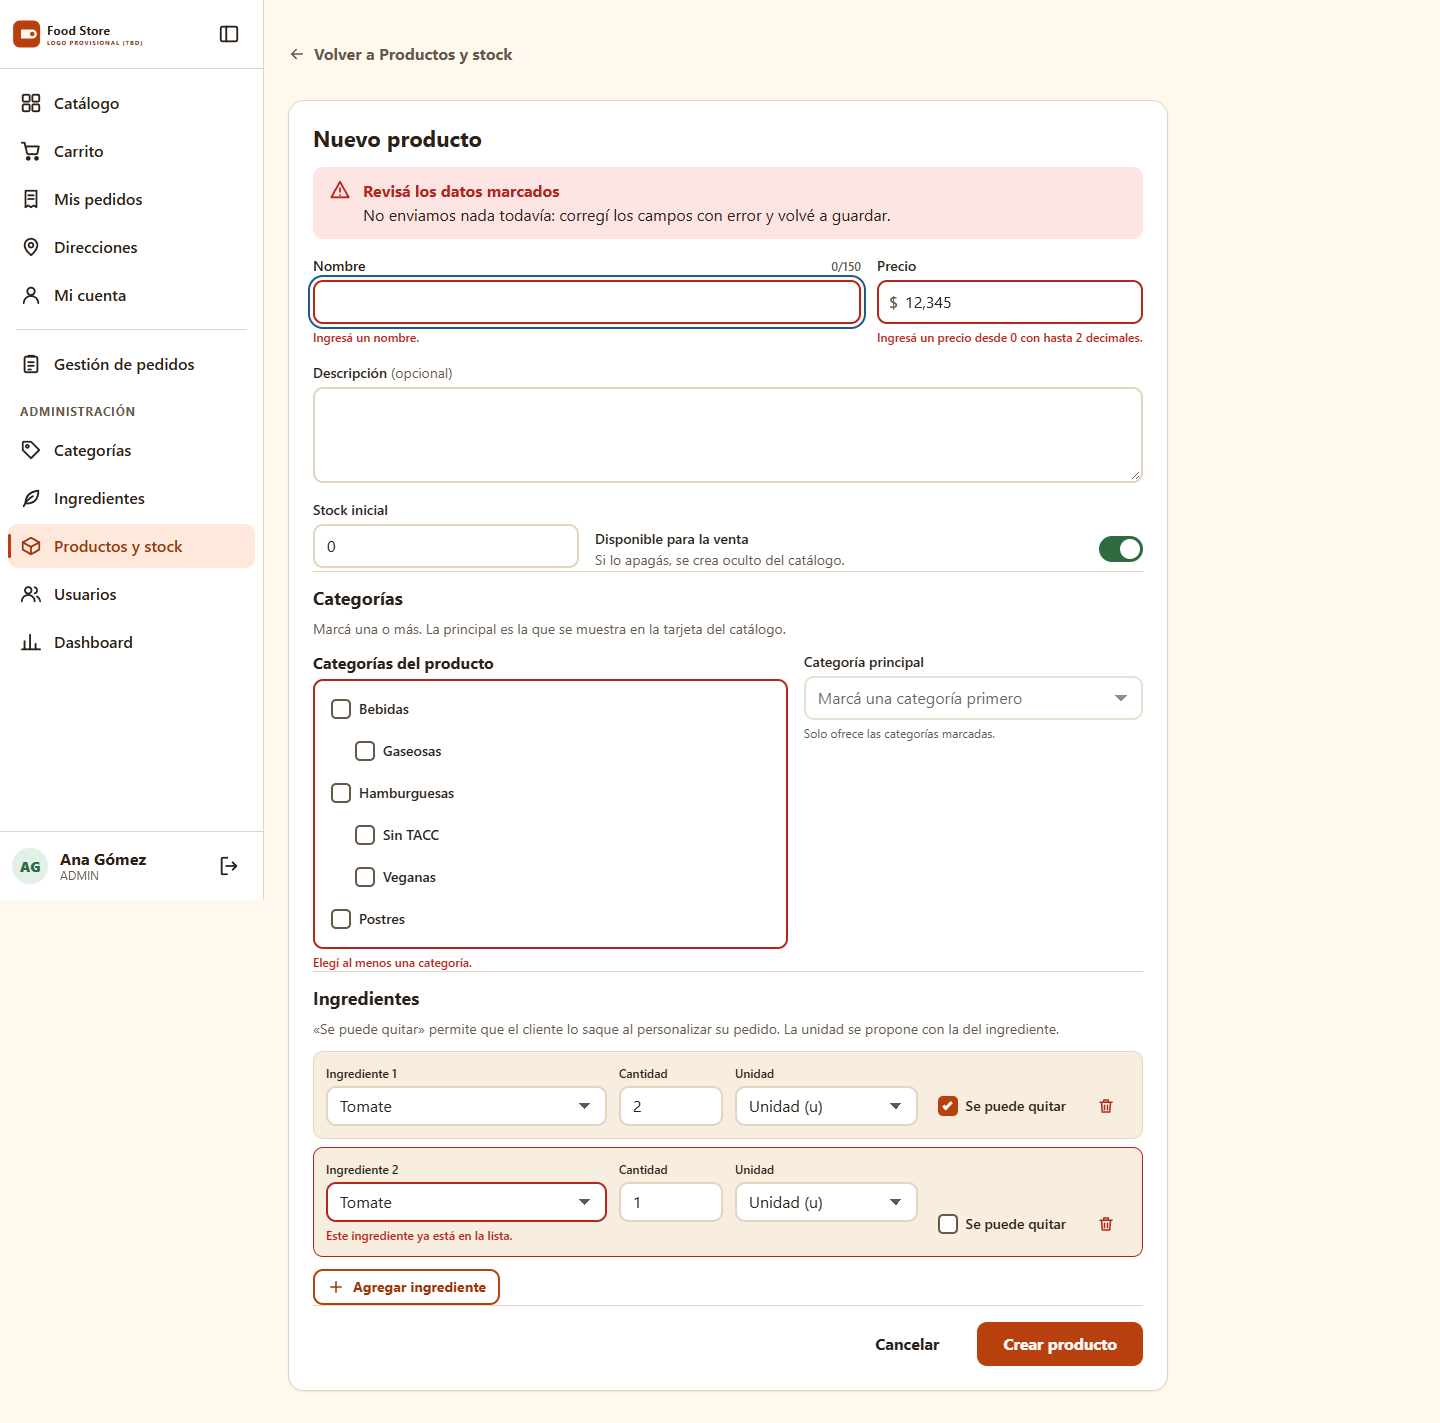 Food Store
LOGO PROVISIONAL (TBD)
Catálogo
Carrito
Mis pedidos
Direcciones
Mi cuenta
Gestión de pedidos
ADMINISTRACIÓN
Categorías
Ingredientes
Productos y stock
Usuarios
Dashboard
AG
Ana Gómez
ADMIN
Volver a Productos y stock
Nuevo producto
Revisá los datos marcados
No enviamos nada todavía: corregí los campos con error y volvé a guardar.
Nombre 0/150
Ingresá un nombre.
Precio
$ 12,345
Ingresá un precio desde 0 con hasta 2 decimales.
Descripción (opcional)
Stock inicial
0
Disponible para la venta
Si lo apagás, se crea oculto del catálogo.
Categorías
Marcá una o más. La principal es la que se muestra en la tarjeta del catálogo.
Categorías del producto
Bebidas
Gaseosas
Hamburguesas
Sin TACC
Veganas
Postres
Elegí al menos una categoría.
Categoría principal
Marcá una categoría primero
Solo ofrece las categorías marcadas.
Ingredientes
«Se puede quitar» permite que el cliente lo saque al personalizar su pedido. La unidad se propone con la del ingrediente.
Ingrediente 1 Cantidad Unidad
Tomate 2 Unidad (u) Se puede quitar
Ingrediente 2 Cantidad Unidad
Tomate 1 Unidad (u) Se puede quitar
Este ingrediente ya está en la lista.
Agregar ingrediente
Cancelar Crear producto